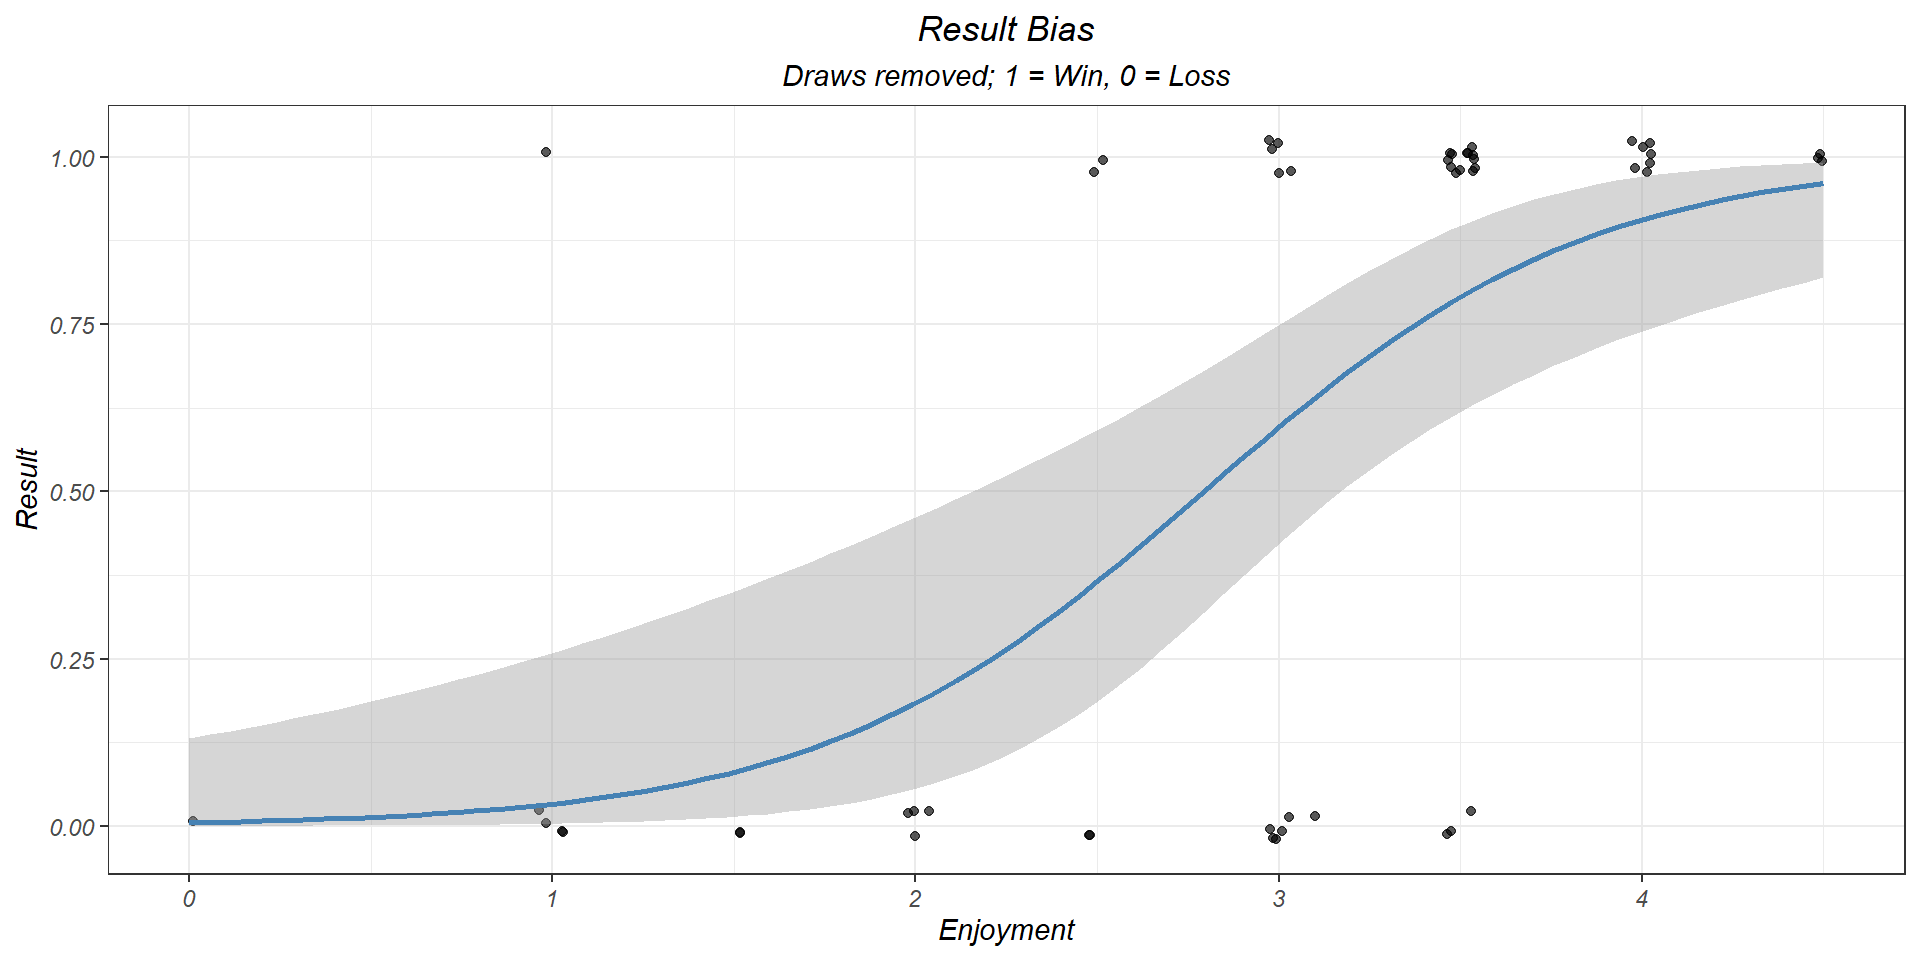 Result Bias
Draws removed; 1 = Win, 0 = Loss
Result
1.00
0.75
0.50
0.25
0.00
0 1 2 3 4
Enjoyment